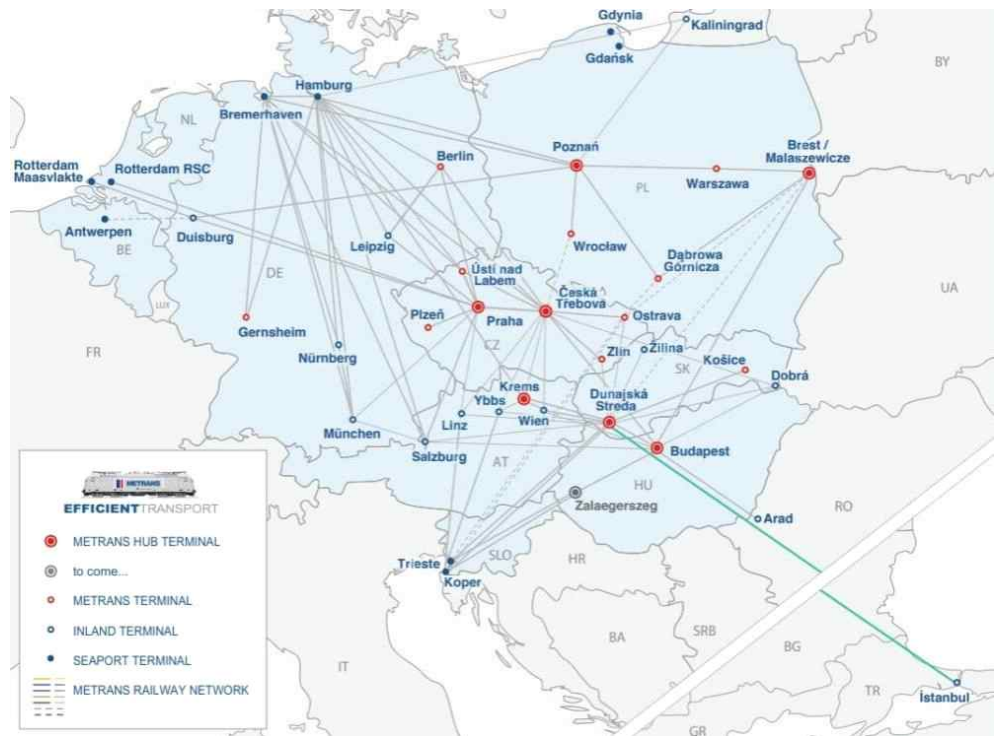 Gdynia
Kaliningrad
Gdańsk
BY
Hamburg
Bremerhaven
NL
Berlin
Poznań
Brest /
Malaszewicze
Rotterdam
Maasvlakte
Rotterdam RSC
Warszawa
PL
Antwerpen
Duisburg
BE
Leipzig
Wrocław
Dąbrowa
Górnicza
DE
Ústí nad
Labem
Česká
Třebová
UA
LUX
Plzeň
Praha
Ostrava
Gernsheim
CZ
FR
Nürnberg
Zlín
Žilina
Košice
SK
Dobrá
Krems
Ybbs
Dunajská
Streda
Linz
Wien
München
Salzburg
Budapest
AT
HU
METRANS
EFFICIENTTRANSPORT
Zalaegerszeg
RO
Arad
METRANS HUB TERMINAL
Trieste
SLO
HR
to come...
Koper
METRANS TERMINAL
INLAND TERMINAL
BA
SRB
BG
SEAPORT TERMINAL
IT
METRANS RAILWAY NETWORK
TR
İstanbul
GR